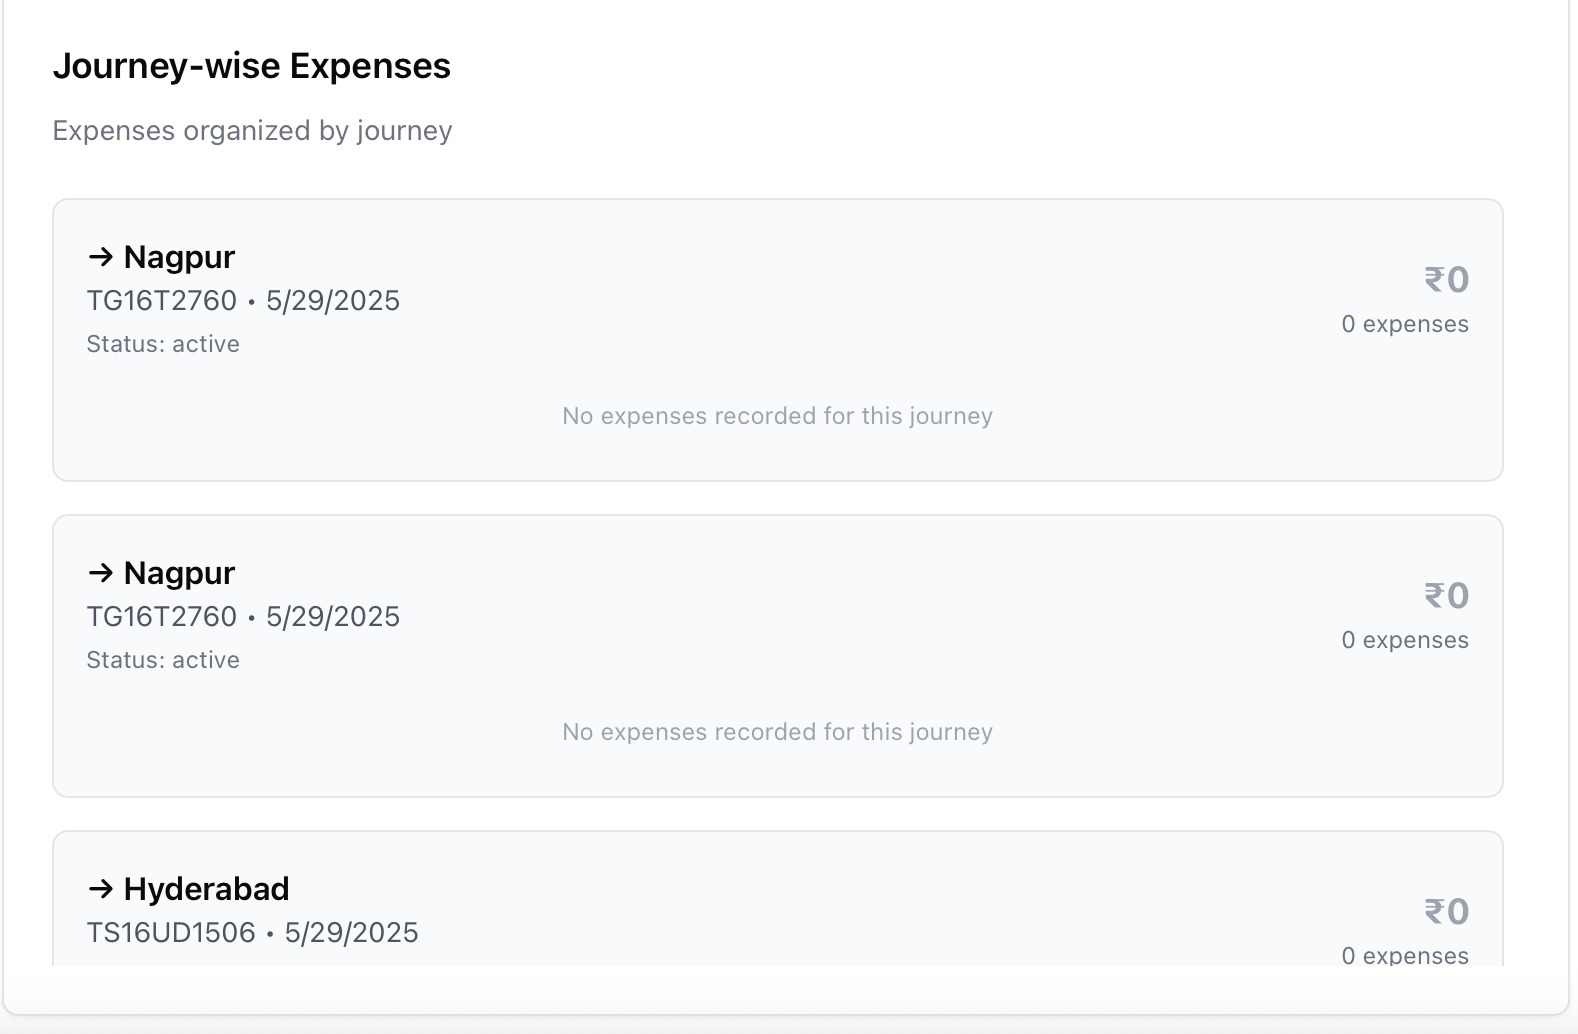 Journey-wise Expenses
Expenses organized by journey
→ Nagpur
TG16T2760 • 5/29/2025
Status: active
₹0
0 expenses
No expenses recorded for this journey
→ Nagpur
TG16T2760 • 5/29/2025
Status: active
₹0
0 expenses
No expenses recorded for this journey
→ Hyderabad
TS16UD1506 • 5/29/2025
₹0
0 expenses